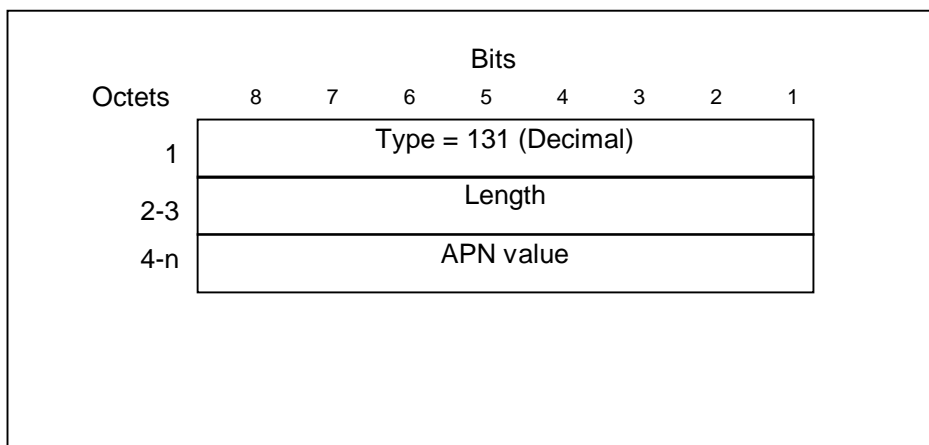 Bits
Octets 8 7 6 5 4 3 2 1
1 Type = 131 (Decimal)
2-3 Length
4-n APN value